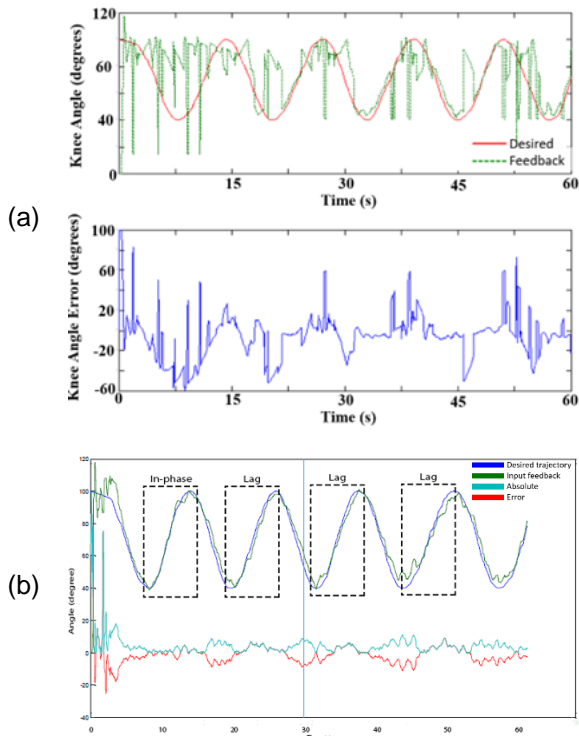 (a)
Knee Angle (degrees)
120
60
40
0
Desired
Feedback
0 15 30 45 60
Time (s)
Knee Angle Error (degrees)
100
60
20
-20
-60
0 15 30 45 60
Time (s)
(b)
Angle (degree)
120
100
80
60
40
20
0
-20
-40
In-phase Lag Lag Lag
Desired trajectory
Input feedback
Absolute
Error
0 10 20 30 40 50 60